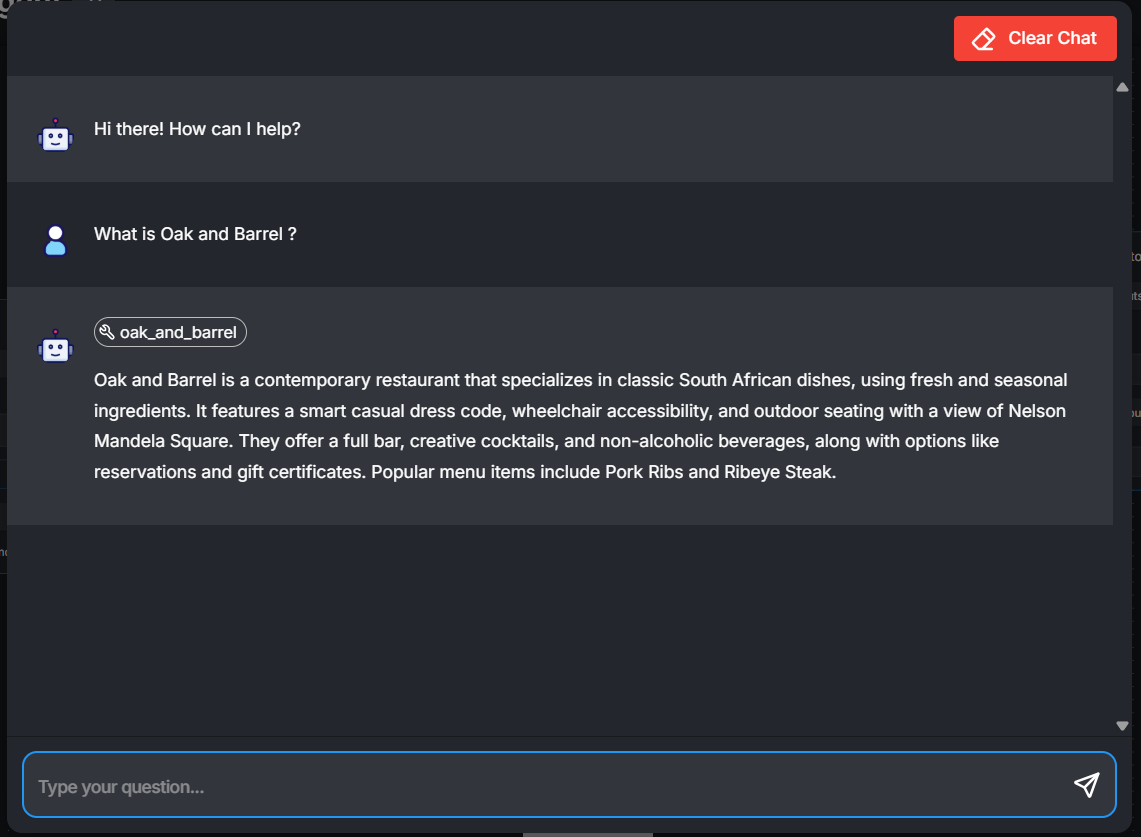 Clear Chat
Hi there! How can I help?
What is Oak and Barrel ?
oak_and_barrel
Oak and Barrel is a contemporary restaurant that specializes in classic South African dishes, using fresh and seasonal
ingredients. It features a smart casual dress code, wheelchair accessibility, and outdoor seating with a view of Nelson
Mandela Square. They offer a full bar, creative cocktails, and non-alcoholic beverages, along with options like
reservations and gift certificates. Popular menu items include Pork Ribs and Ribeye Steak.
Type your question...